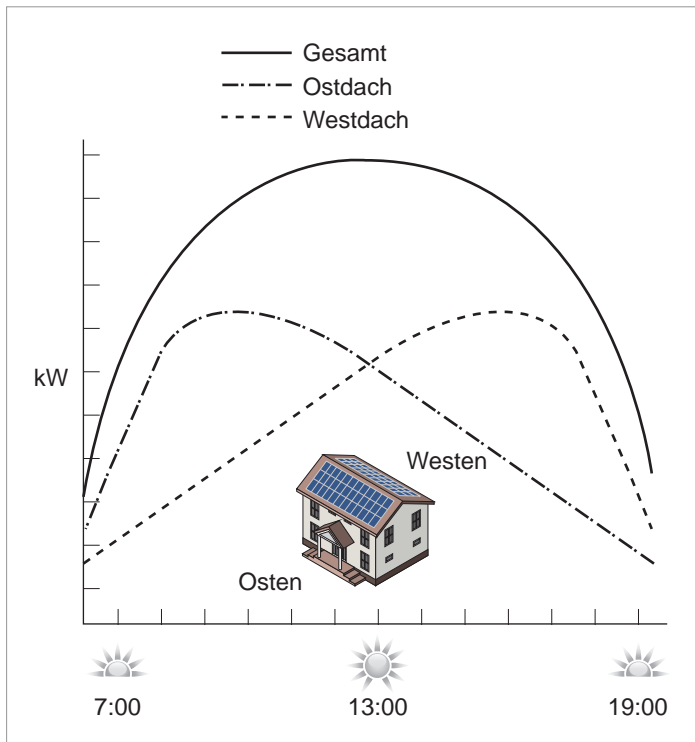 Gesamt
Ostdach
Westdach
kW
Westen
Osten
7:00 13:00 19:00